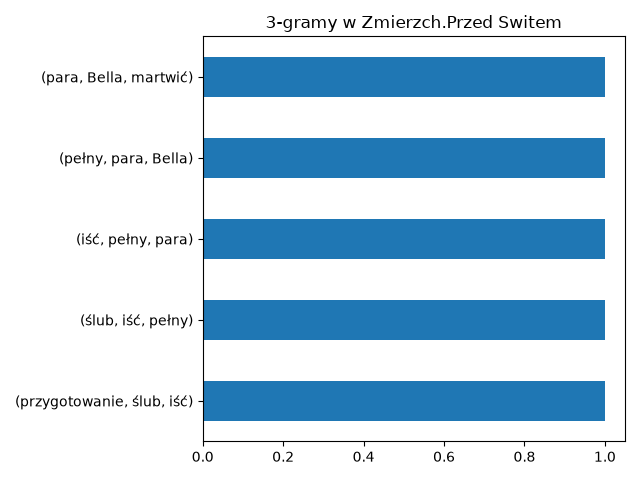 3-gramy w Zmierzch.Przed Switem
(para, Bella, martwić)
(pełny, para, Bella)
(iść, pełny, para)
(ślub, iść, pełny)
(przygotowanie, ślub, iść)
0.0 0.2 0.4 0.6 0.8 1.0